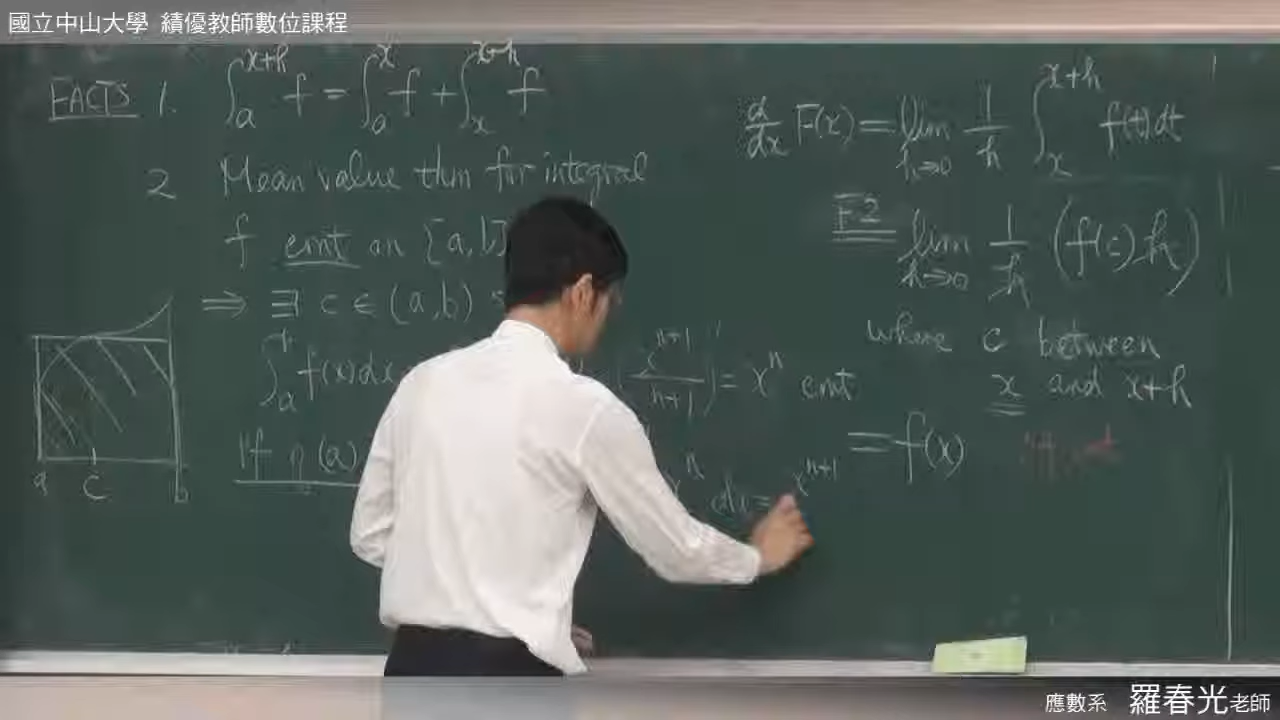 國立中山大學 績優教師數位課程
FACTS 1. ∫_a^{x+h} f = ∫_a^x f + ∫_x^{x+h} f
2 Mean value thm for integral
f cnt on [a,b]
⇒ ∃ c ∈ (a,b)
∫_a f(x)dx
If η(a)
a c b
n+1)' = x^n cnt
x^n dx = x^{n+1}
d/dx F(x) = lim_{h→0} 1/h ∫_x^{x+h} f(t)dt
F2 lim_{h→0} 1/h (f(c).h)
where c between
x and x+h
= f(x)
應數系 羅春光老師